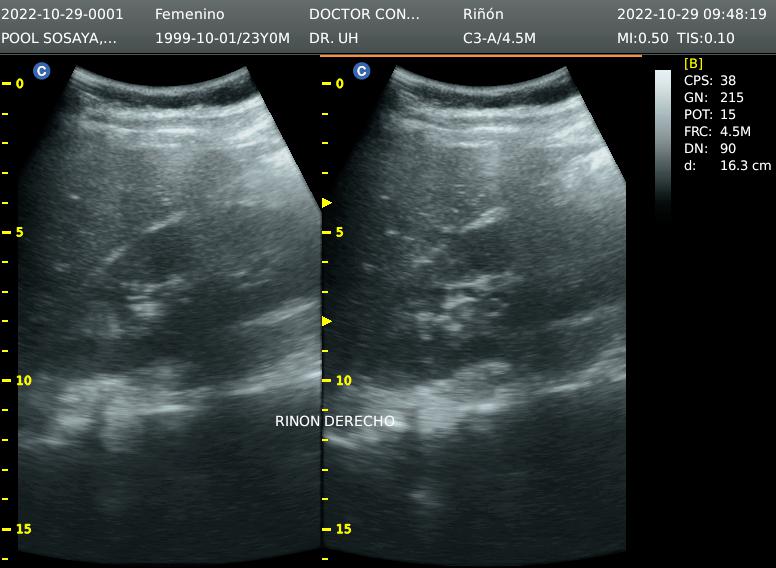 2022-10-29-0001 Femenino DOCTOR CON... Riñón 2022-10-29 09:48:19
POOL SOSAYA,... 1999-10-01/23Y0M DR. UH C3-A/4.5M MI:0.50 TIS:0.10
C C [B]
0 0 CPS: 38
GN: 215
POT: 15
FRC: 4.5M
DN: 90
d: 16.3 cm
5 5
10 10
RINON DERECHO
15 15